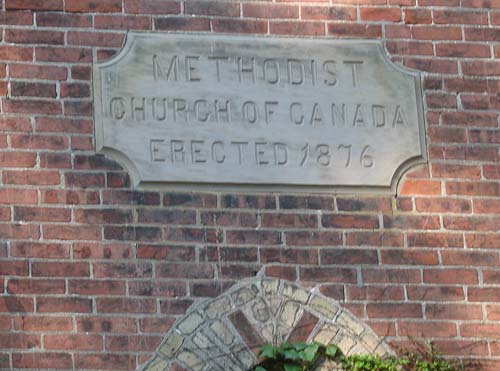 METHODIST
CHURCH OF CANADA
ERECTED 1876